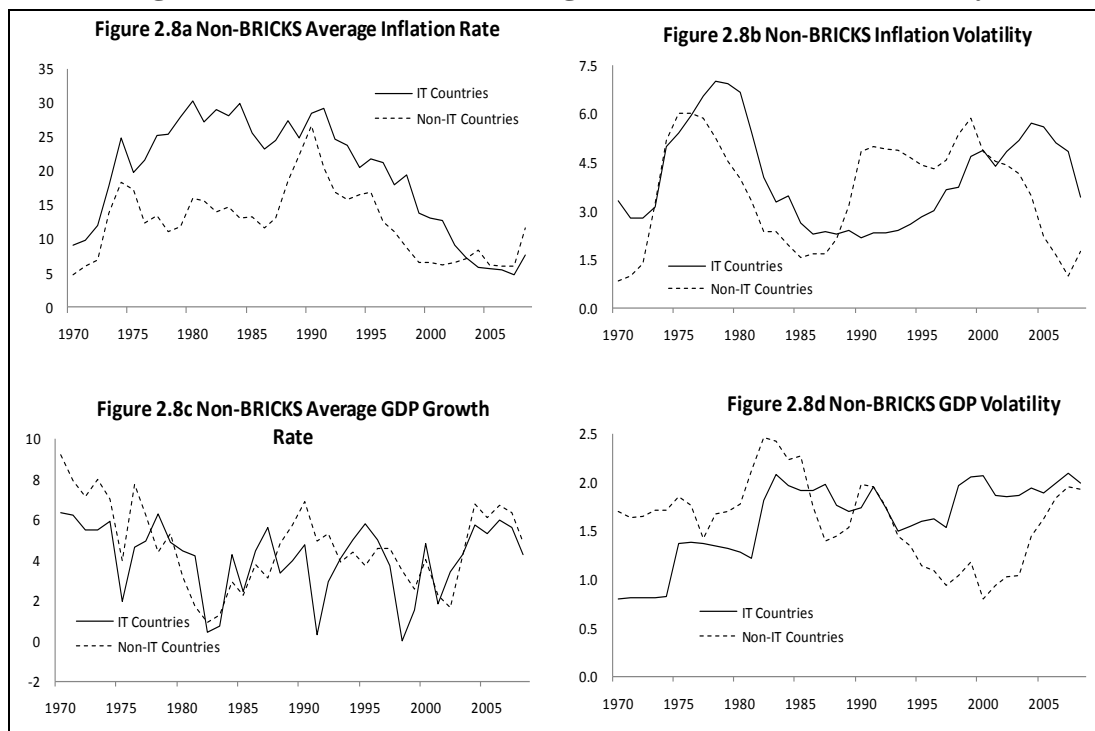 Figure 2.8a Non-BRICKS Average Inflation Rate
35
30
25
20
15
10
5
0
IT Countries
Non-IT Countries
1970 1975 1980 1985 1990 1995 2000 2005
Figure 2.8b Non-BRICKS Inflation Volatility
7.5
6.0
4.5
3.0
1.5
0.0
IT Countries
Non-IT Countries
1970 1975 1980 1985 1990 1995 2000 2005
Figure 2.8c Non-BRICKS Average GDP Growth
Rate
10
8
6
4
2
0
-2
IT Countries
Non-IT Countries
1970 1975 1980 1985 1990 1995 2000 2005
Figure 2.8d Non-BRICKS GDP Volatility
2.5
2.0
1.5
1.0
0.5
0.0
IT Countries
Non-IT Countries
1970 1975 1980 1985 1990 1995 2000 2005